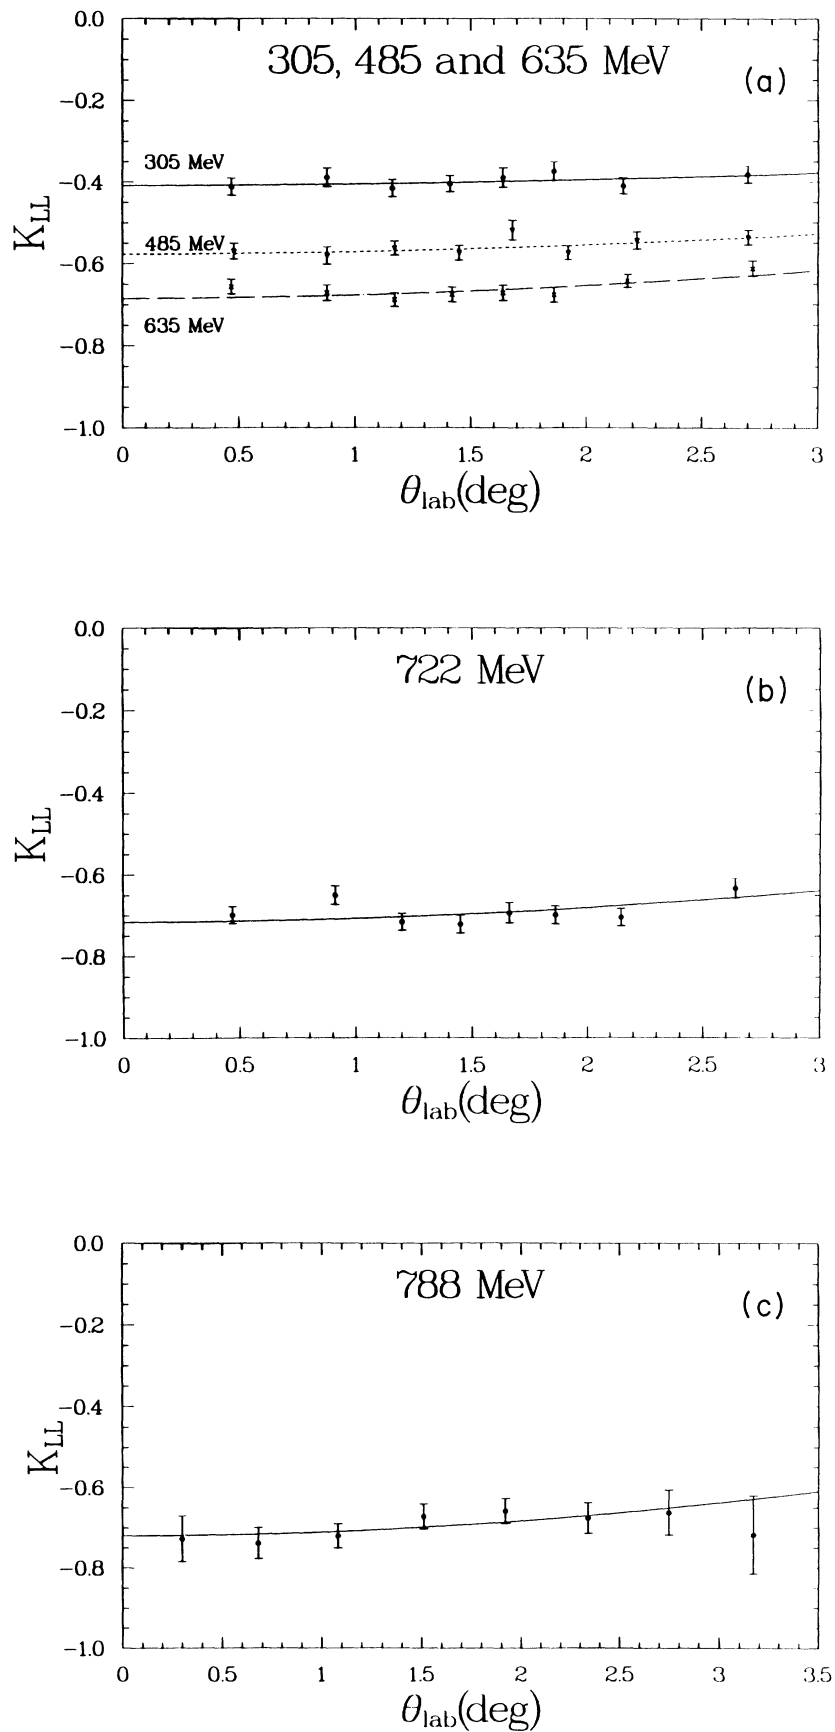 0.0
305, 485 and 635 MeV
(a)
−0.2
305 MeV
−0.4
K_LL
485 MeV
−0.6
635 MeV
−0.8
−1.0
0 0.5 1 1.5 2 2.5 3
θ_lab(deg)
0.0
722 MeV
(b)
−0.2
−0.4
K_LL
−0.6
−0.8
−1.0
0 0.5 1 1.5 2 2.5 3
θ_lab(deg)
0.0
788 MeV
(c)
−0.2
−0.4
K_LL
−0.6
−0.8
−1.0
0 0.5 1 1.5 2 2.5 3 3.5
θ_lab(deg)